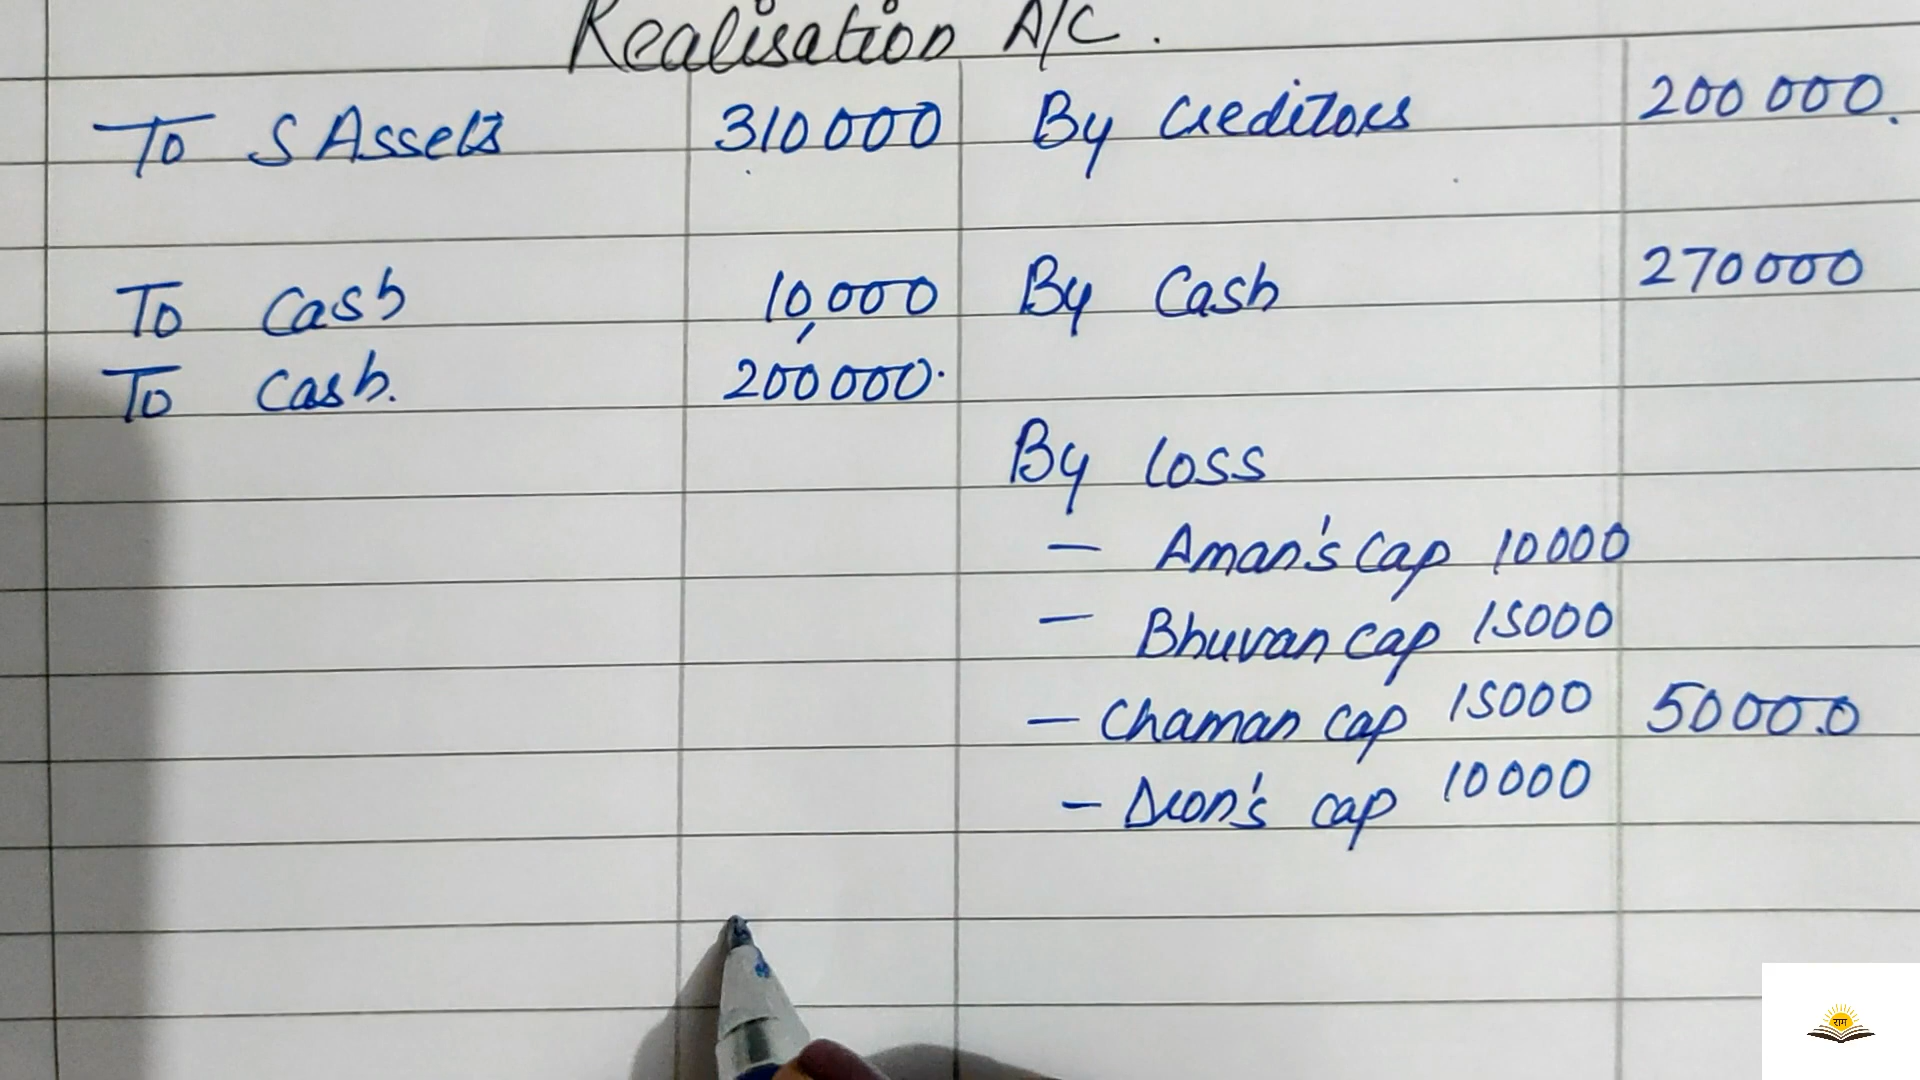 Realisation A/C.
To S Assets 310000 By Creditors 200000.
To Cash 10,000 By Cash 270000
To Cash. 200000.
By loss
- Aman's Cap 10000
- Bhuvan Cap 15000
- Chaman Cap 15000 50000
- Deon's cap 10000
राम